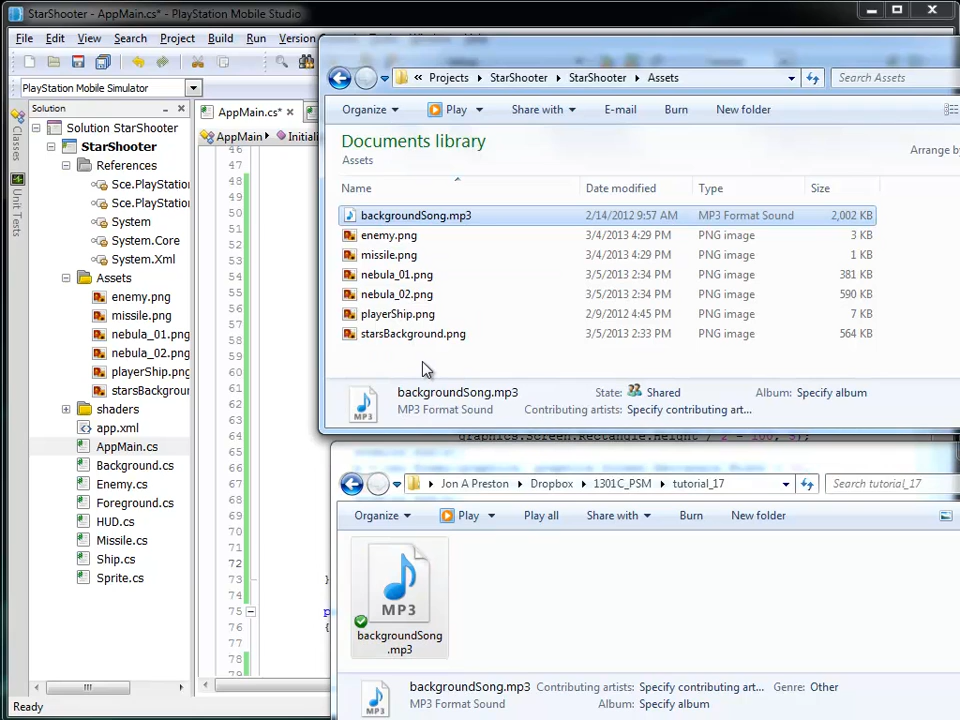 StarShooter - AppMain.cs* - PlayStation Mobile Studio
File Edit View Search Project Build Run Version
PlayStation Mobile Simulator
Solution
Classes
Unit Tests
Solution StarShooter
StarShooter
References
Sce.PlayStatio
Sce.PlayStatio
System
System.Core
System.Xml
Assets
enemy.png
missile.png
nebula_01.png
nebula_02.png
playerShip.png
starsBackgrour
shaders
app.xml
AppMain.cs
Background.cs
Enemy.cs
Foreground.cs
HUD.cs
Missile.cs
Ship.cs
Sprite.cs
Ready
AppMain.cs*
AppMain Initiali
46
47
48
49
50
51
52
53
54
55
56
57
58
59
60
61
62
63
64
65
66
67
68
69
70
71
72
73 }
74
75 p
76 {
77
78
79
« Projects StarShooter StarShooter Assets
Search Assets
Organize Play Share with E-mail Burn New folder
Documents library
Assets
Arrange by
Name Date modified Type Size
backgroundSong.mp3 2/14/2012 9:57 AM MP3 Format Sound 2,002 KB
enemy.png 3/4/2013 4:29 PM PNG image 3 KB
missile.png 3/4/2013 4:29 PM PNG image 1 KB
nebula_01.png 3/5/2013 2:34 PM PNG image 381 KB
nebula_02.png 3/5/2013 2:34 PM PNG image 590 KB
playerShip.png 2/9/2012 4:45 PM PNG image 7 KB
starsBackground.png 3/5/2013 2:33 PM PNG image 564 KB
MP3
backgroundSong.mp3 State: Shared Album: Specify album
MP3 Format Sound Contributing artists: Specify contributing art...
graphics.Screen.Rectangle.Height / 2 - 100, 5);
Jon A Preston Dropbox 1301C_PSM tutorial_17
Search tutorial_17
Organize Play Play all Share with Burn New folder
MP3
backgroundSong
.mp3
MP3
backgroundSong.mp3 Contributing artists: Specify contributing art... Genre: Other
MP3 Format Sound Album: Specify album